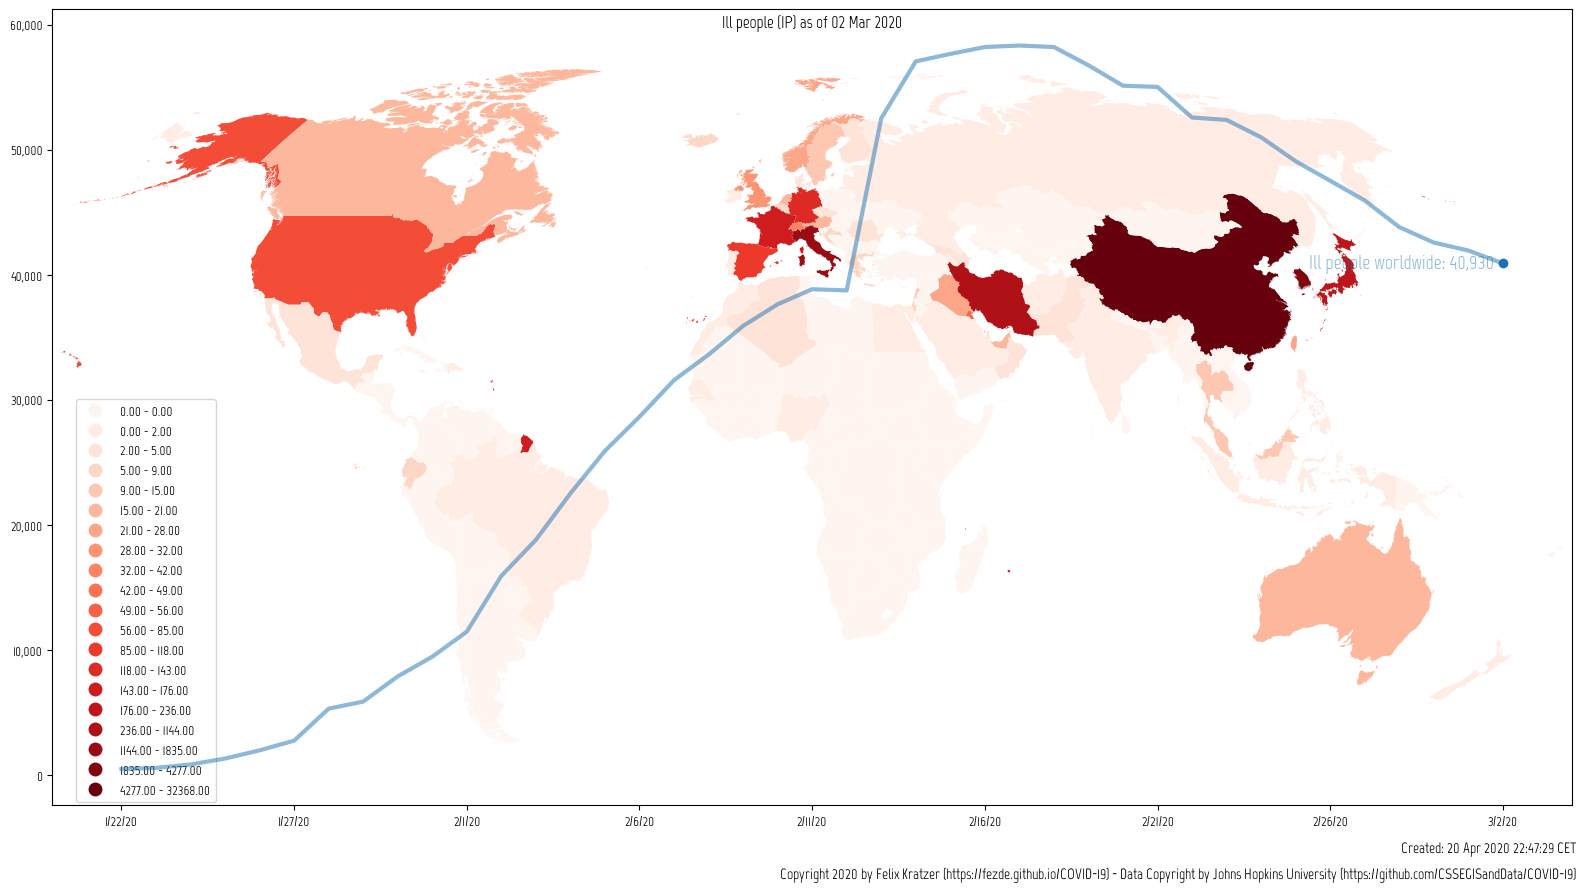 Ill people (IP) as of 02 Mar 2020
60,000
50,000
40,000
30,000
20,000
10,000
0
Ill people worldwide: 40,930
0.00 - 0.00
0.00 - 2.00
2.00 - 5.00
5.00 - 9.00
9.00 - 15.00
15.00 - 21.00
21.00 - 28.00
28.00 - 32.00
32.00 - 42.00
42.00 - 49.00
49.00 - 56.00
56.00 - 85.00
85.00 - 118.00
118.00 - 143.00
143.00 - 176.00
176.00 - 236.00
236.00 - 1144.00
1144.00 - 1835.00
1835.00 - 4277.00
4277.00 - 32368.00
1/22/20 1/27/20 2/1/20 2/6/20 2/11/20 2/16/20 2/21/20 2/26/20 3/2/20
Created: 20 Apr 2020 22:47:29 CET
Copyright 2020 by Felix Kratzer (https://fezde.github.io/COVID-19) - Data Copyright by Johns Hopkins University (https://github.com/CSSEGISandData/COVID-19)